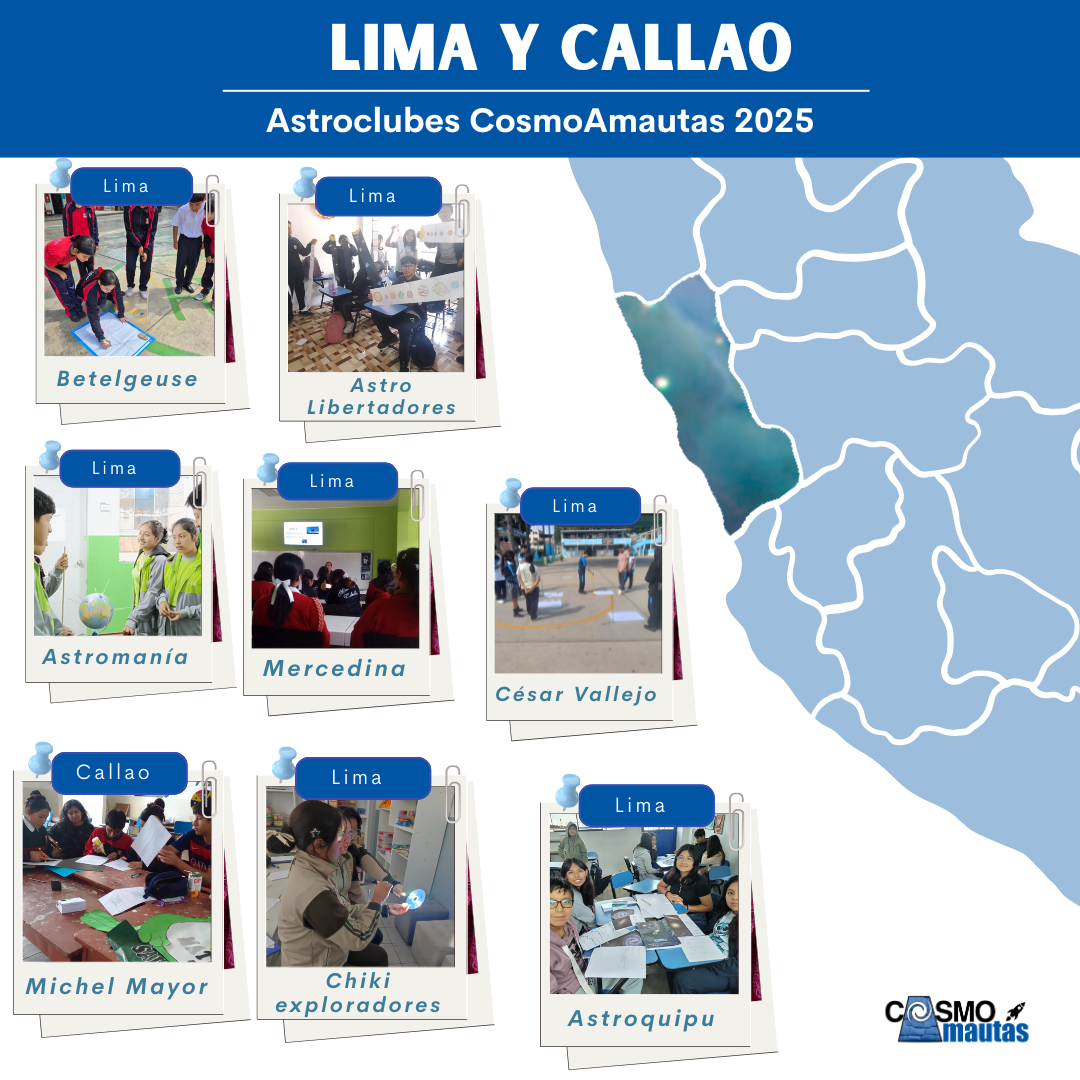 LIMA Y CALLAO
Astroclubes CosmoAmautas 2025
Lima
Betelgeuse
Lima
Astro
Libertadores
Lima
Astromanía
Lima
Mercedina
Lima
César Vallejo
Callao
Michel Mayor
Lima
Chiki
exploradores
Lima
Astroquipu
COSMO
amautas